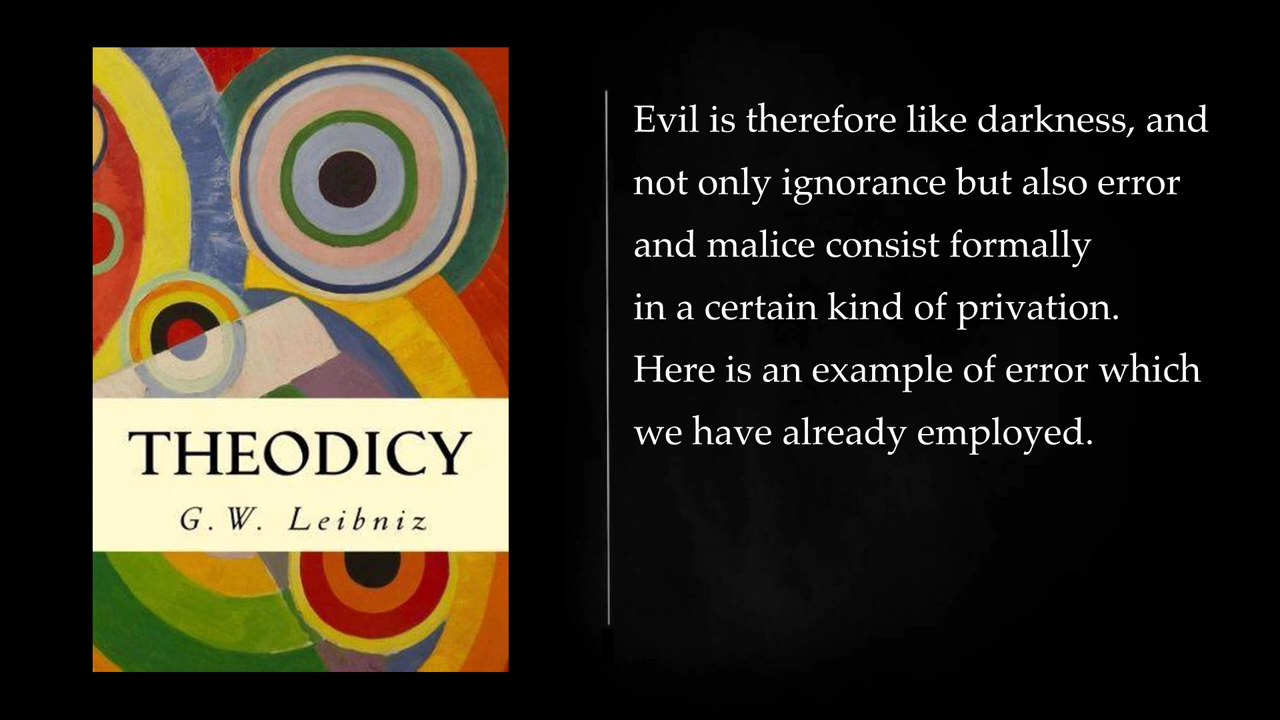 THEODICY
G. W. Leibniz
Evil is therefore like darkness, and
not only ignorance but also error
and malice consist formally
in a certain kind of privation.
Here is an example of error which
we have already employed.